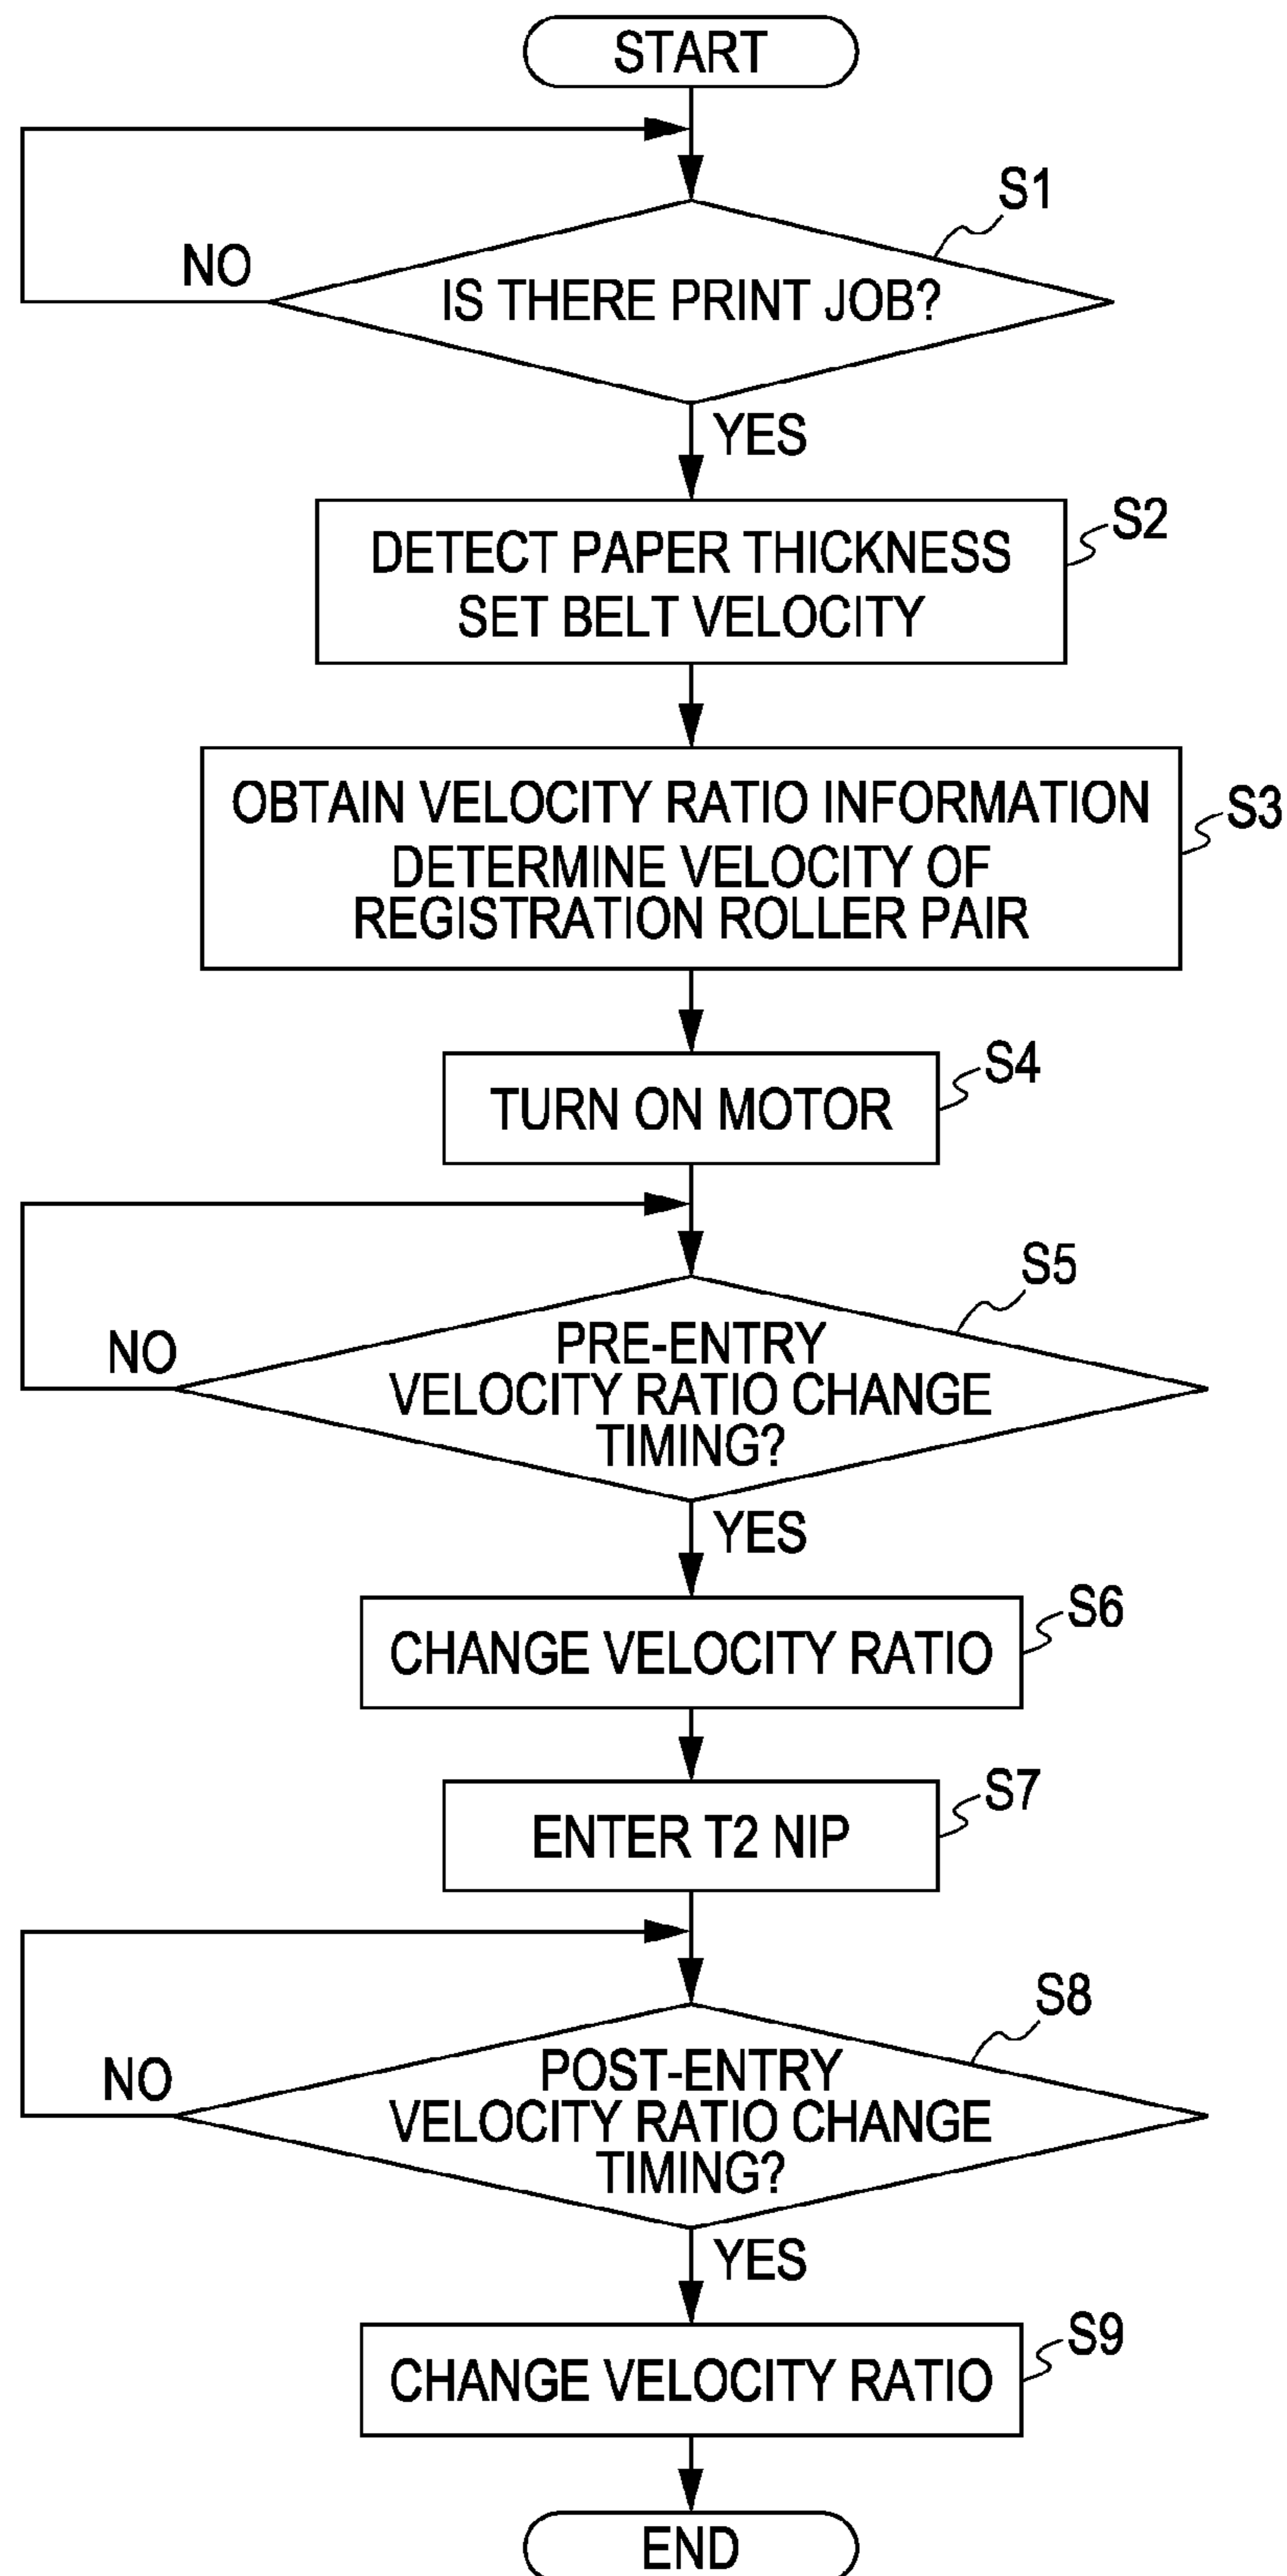 START
S1
NO
IS THERE PRINT JOB?
YES
S2
DETECT PAPER THICKNESS
SET BELT VELOCITY
S3
OBTAIN VELOCITY RATIO INFORMATION
DETERMINE VELOCITY OF
REGISTRATION ROLLER PAIR
S4
TURN ON MOTOR
S5
NO
PRE-ENTRY
VELOCITY RATIO CHANGE
TIMING?
YES
S6
CHANGE VELOCITY RATIO
S7
ENTER T2 NIP
S8
NO
POST-ENTRY
VELOCITY RATIO CHANGE
TIMING?
YES
S9
CHANGE VELOCITY RATIO
END